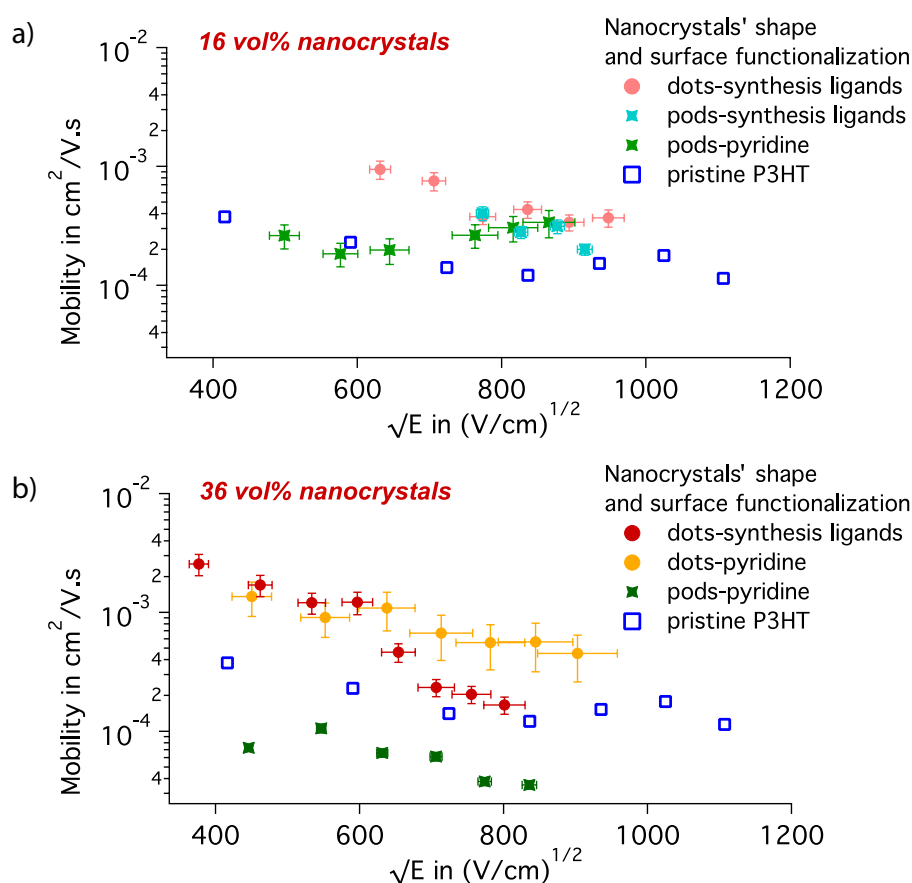 a)
16 vol% nanocrystals
Nanocrystals' shape
and surface functionalization
dots-synthesis ligands
pods-synthesis ligands
pods-pyridine
pristine P3HT
Mobility in cm²/V.s
10⁻²
4
2
10⁻³
4
2
10⁻⁴
4
400 600 800 1000 1200
√E in (V/cm)^1/2
b)
36 vol% nanocrystals
Nanocrystals' shape
and surface functionalization
dots-synthesis ligands
dots-pyridine
pods-pyridine
pristine P3HT
Mobility in cm²/V.s
10⁻²
4
2
10⁻³
4
2
10⁻⁴
4
400 600 800 1000 1200
√E in (V/cm)^1/2